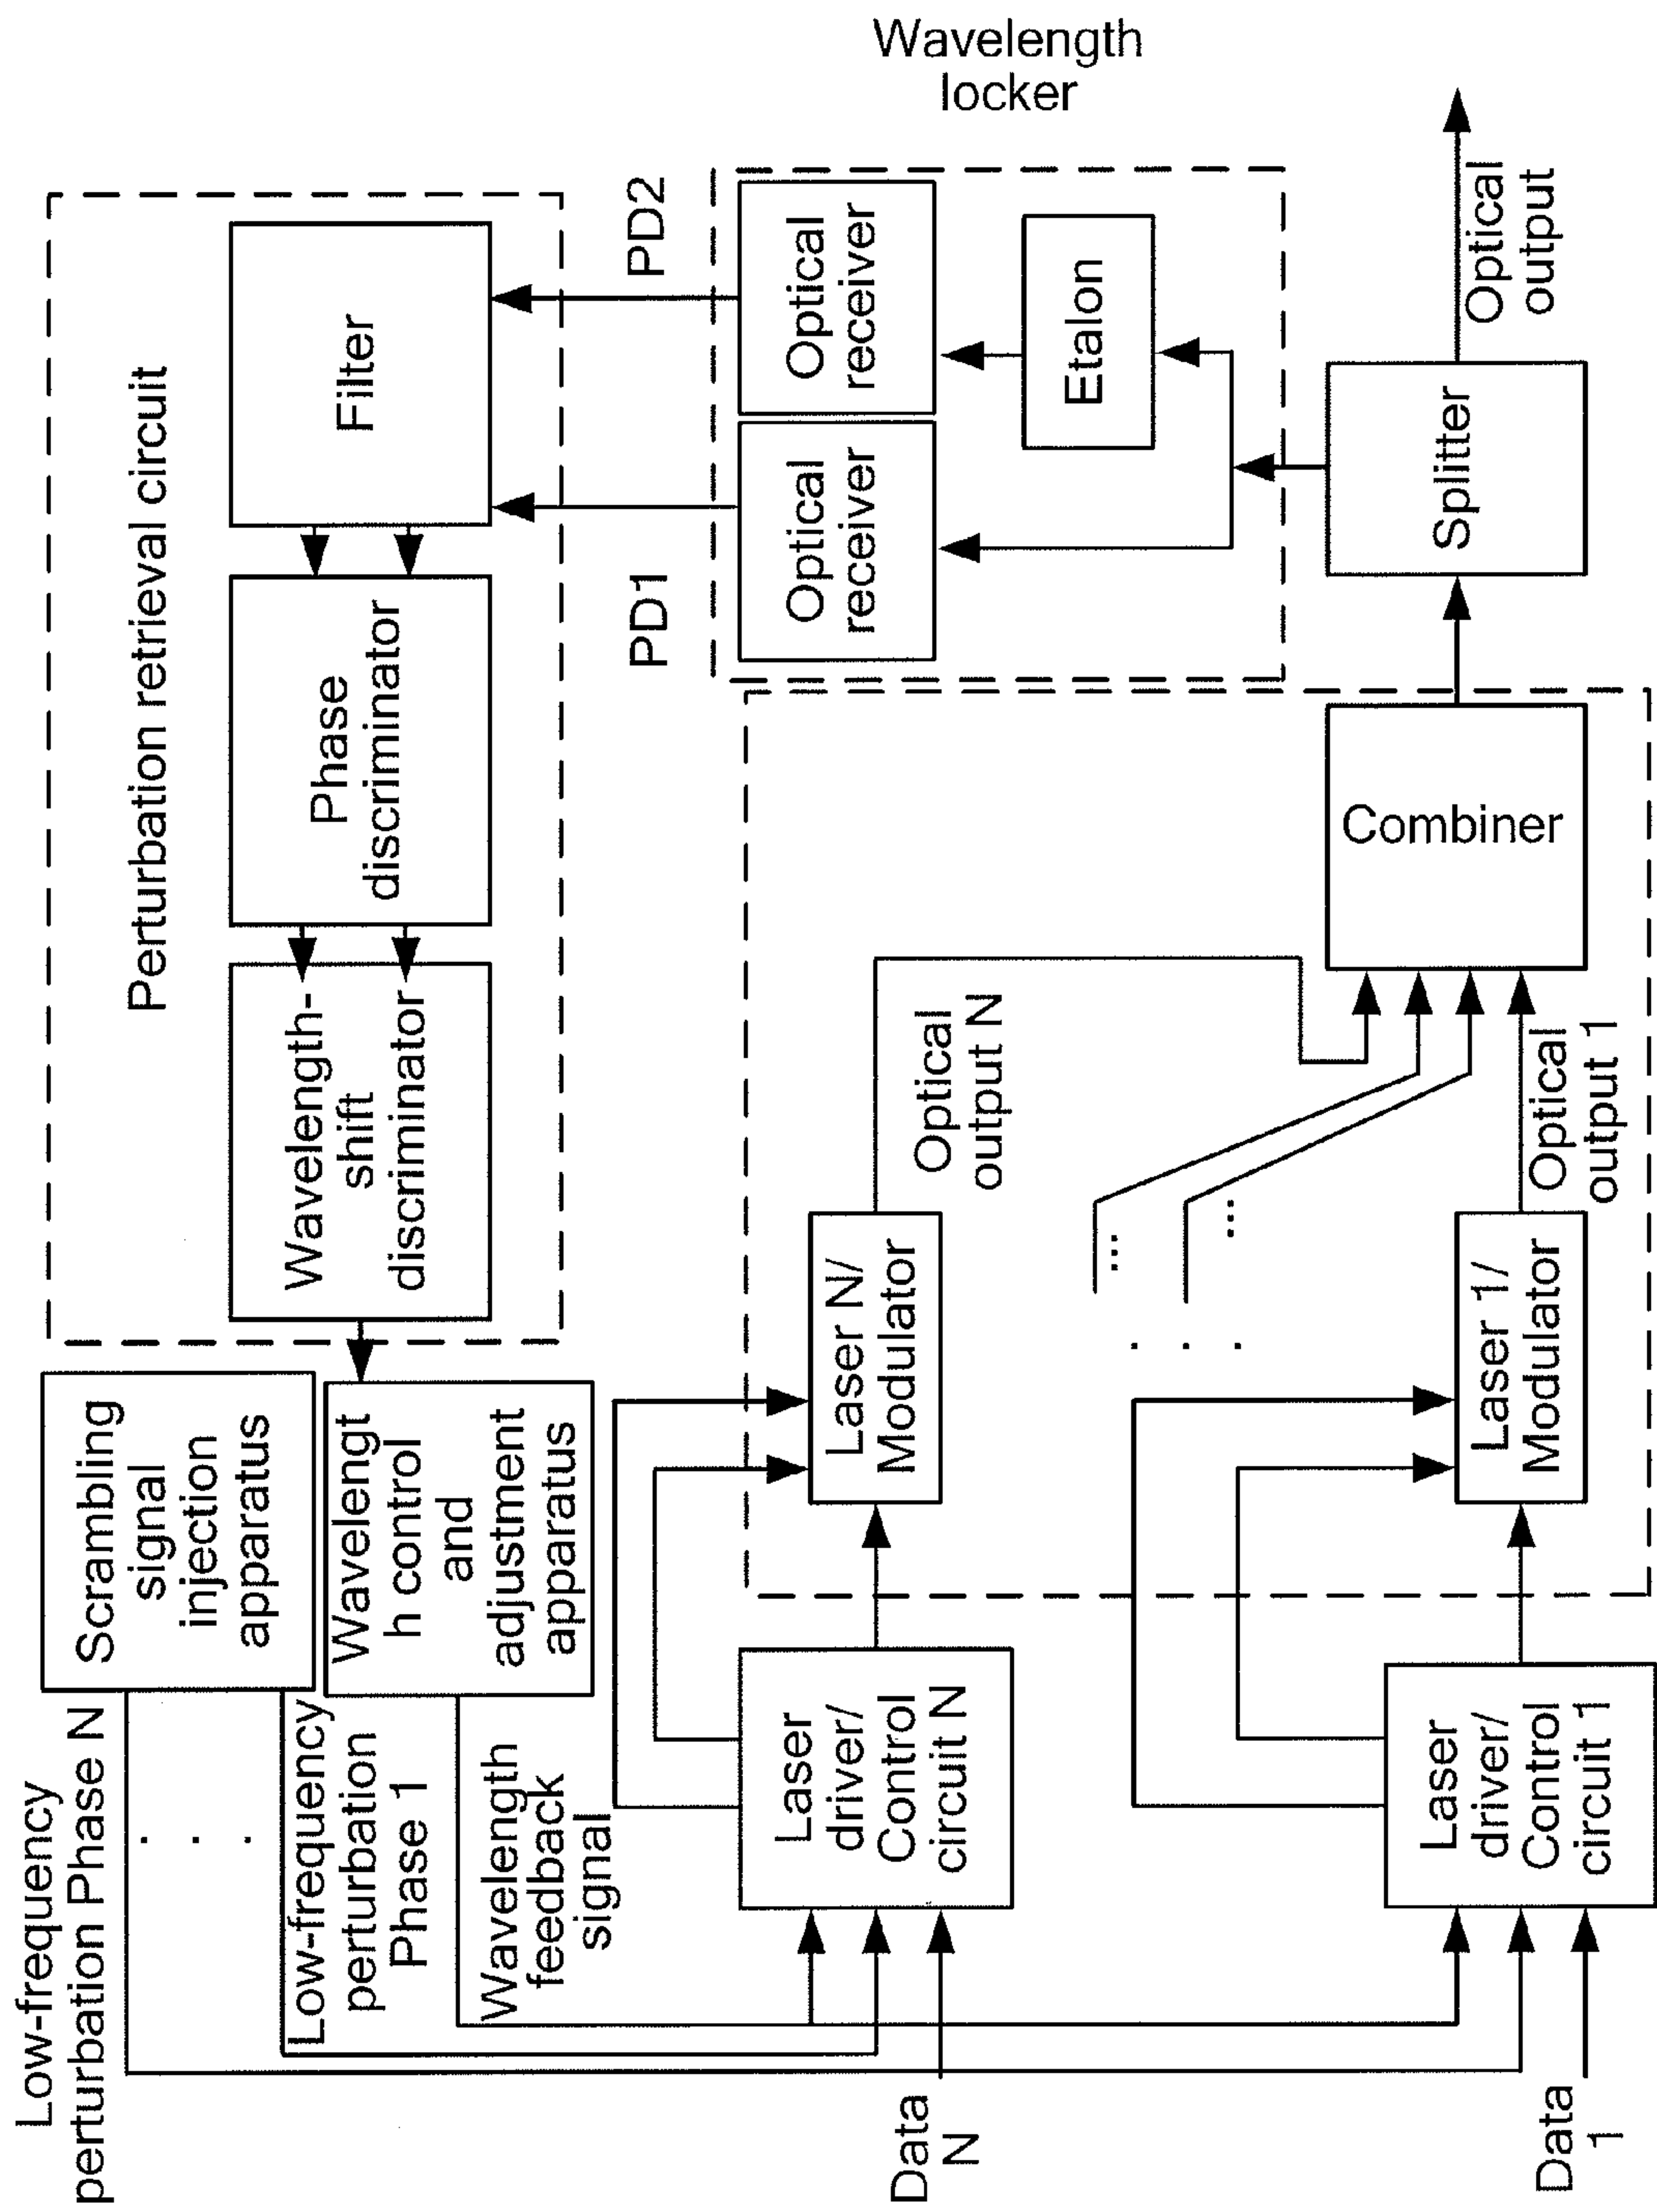 Low-frequency
perturbation Phase N
Scrambling
signal
injection
apparatus
Perturbation retrieval circuit
Low-frequency
perturbation
Phase 1
Wavelengt
h control
and
adjustment
apparatus
Wavelength-
shift
discriminator
Phase
discriminator
Filter
Wavelength
feedback
signal
PD1
PD2
Laser
driver/
Control
circuit N
Laser N/
Modulator
Optical
output N
Optical
receiver
Optical
receiver
Wavelength
locker
Etalon
Data
N
...
...
. . .
. . .
Laser
driver/
Control
circuit 1
Laser 1/
Modulator
Optical
output 1
Combiner
Splitter
Optical
output
Data
1